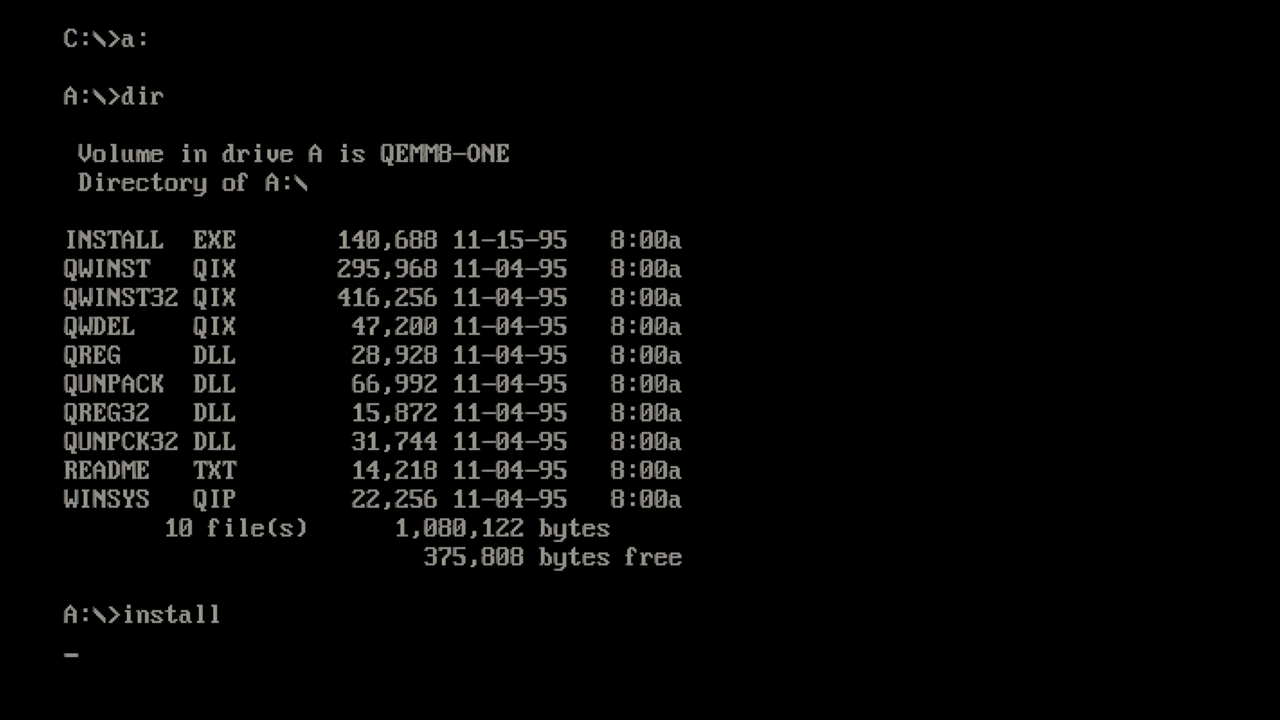 C:\>a:
A:\>dir
Volume in drive A is QEMM8-ONE
Directory of A:\
INSTALL EXE 140,688 11-15-95 8:00a
QWINST QIX 295,968 11-04-95 8:00a
QWINST32 QIX 416,256 11-04-95 8:00a
QWDEL QIX 47,200 11-04-95 8:00a
QREG DLL 28,928 11-04-95 8:00a
QUNPACK DLL 66,992 11-04-95 8:00a
QREG32 DLL 15,872 11-04-95 8:00a
QUNPCK32 DLL 31,744 11-04-95 8:00a
README TXT 14,218 11-04-95 8:00a
WINSYS QIP 22,256 11-04-95 8:00a
10 file(s) 1,080,122 bytes
375,808 bytes free
A:\>install
_